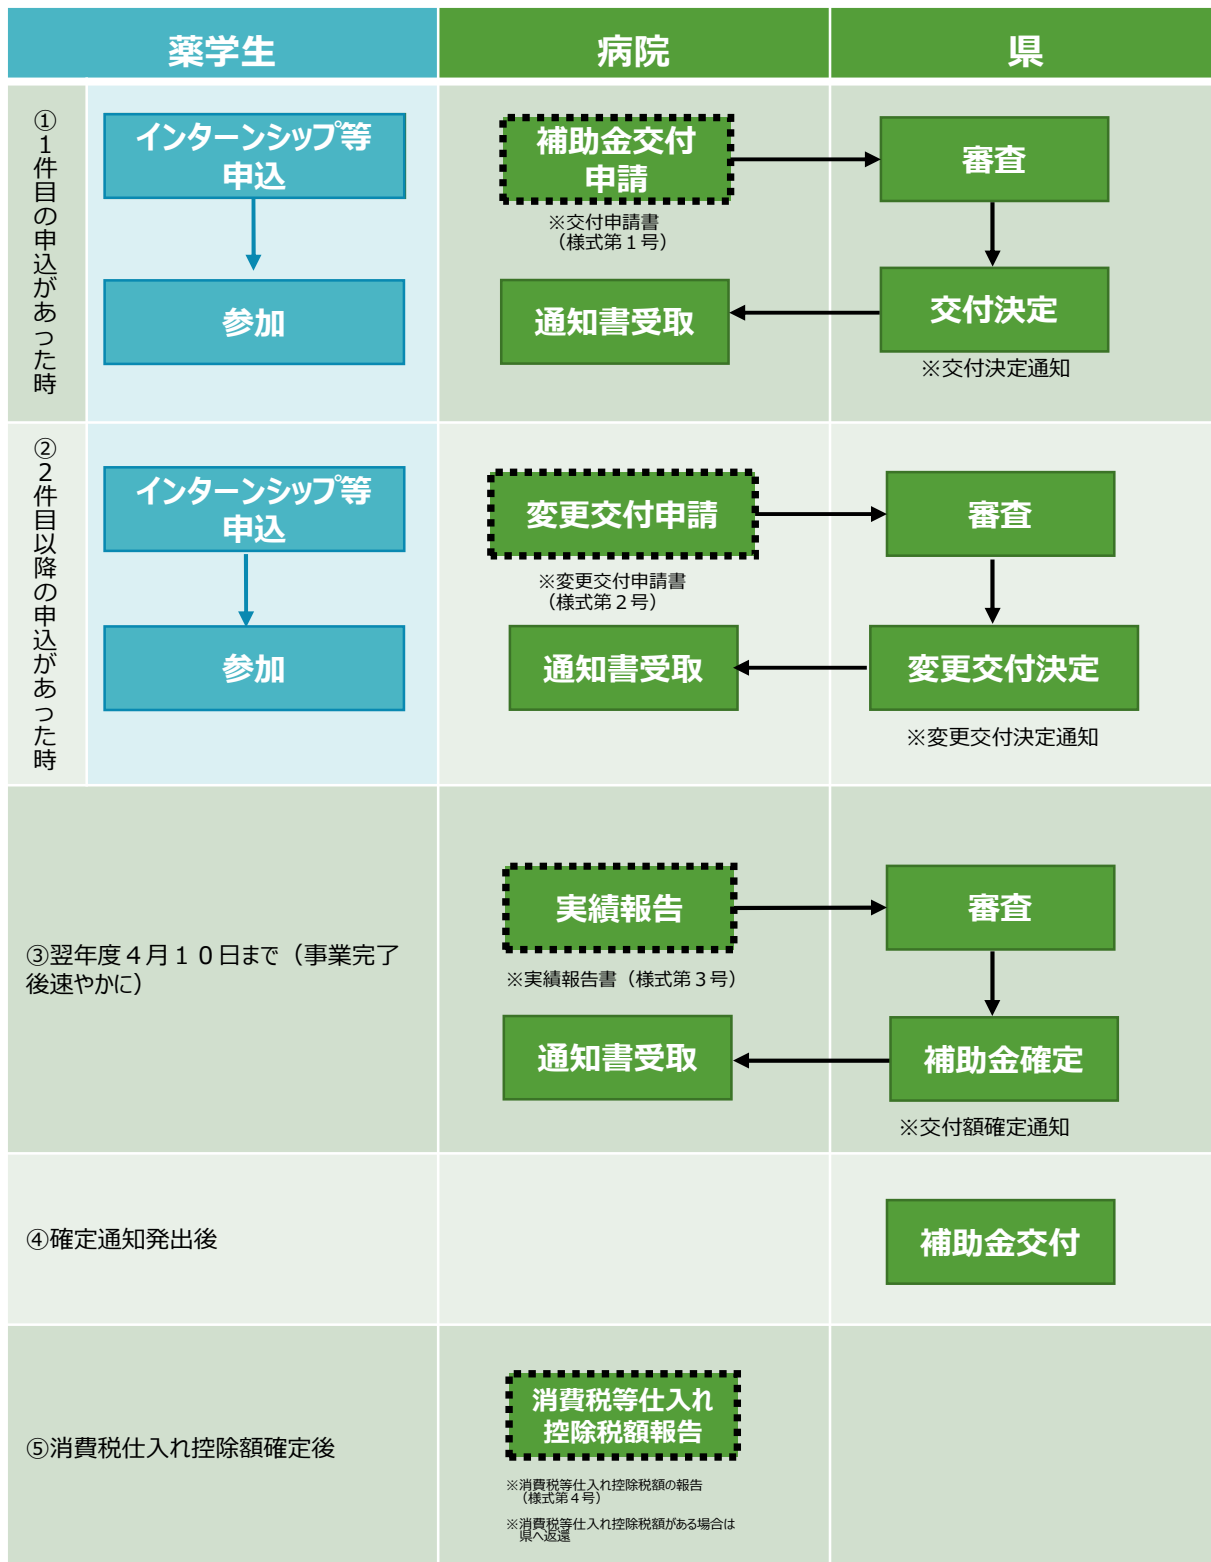 薬学生
病院
県
①1件目の申込があった時
インターンシップ等
申込
参加
補助金交付
申請
※交付申請書
（様式第１号）
通知書受取
審査
交付決定
※交付決定通知
②2件目以降の申込があった時
インターンシップ等
申込
参加
変更交付申請
※変更交付申請書
（様式第２号）
通知書受取
審査
変更交付決定
※変更交付決定通知
③翌年度４月１０日まで（事業完了
後速やかに）
実績報告
※実績報告書（様式第３号）
通知書受取
審査
補助金確定
※交付額確定通知
④確定通知発出後
補助金交付
⑤消費税仕入れ控除額確定後
消費税等仕入れ
控除税額報告
※消費税等仕入れ控除税額の報告
（様式第４号）
※消費税等仕入れ控除税額がある場合は
県へ返還